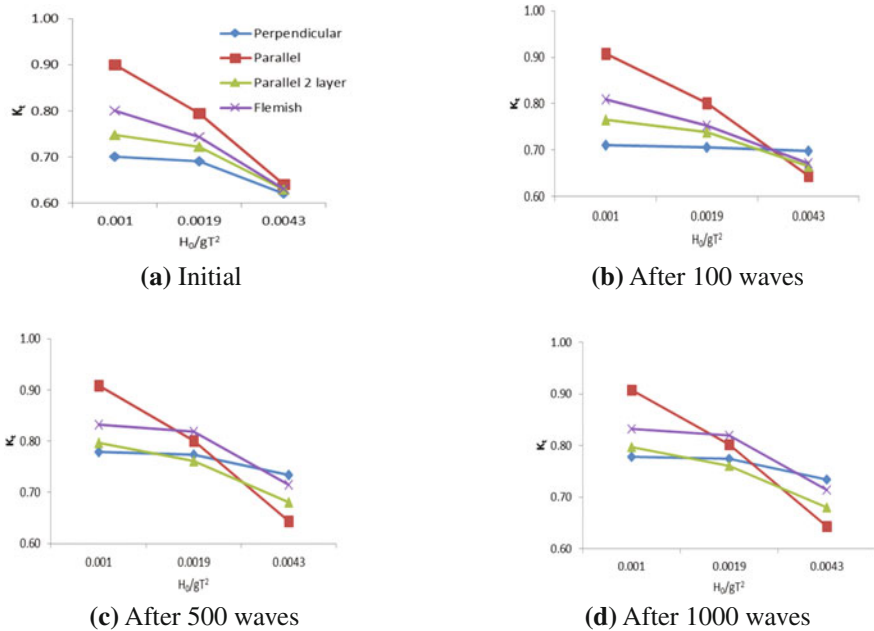 1.00
0.90
0.80
0.70
0.60
Kt
Perpendicular
Parallel
Parallel 2 layer
Flemish
0.001 0.0019 0.0043
H₀/gT²
(a) Initial
1.00
0.90
0.80
0.70
0.60
Kt
0.001 0.0019 0.0043
H₀/gT²
(b) After 100 waves
1.00
0.90
0.80
0.70
0.60
Kt
0.001 0.0019 0.0043
H₀/gT²
(c) After 500 waves
1.00
0.90
0.80
0.70
0.60
Kt
0.001 0.0019 0.0043
H₀/gT²
(d) After 1000 waves